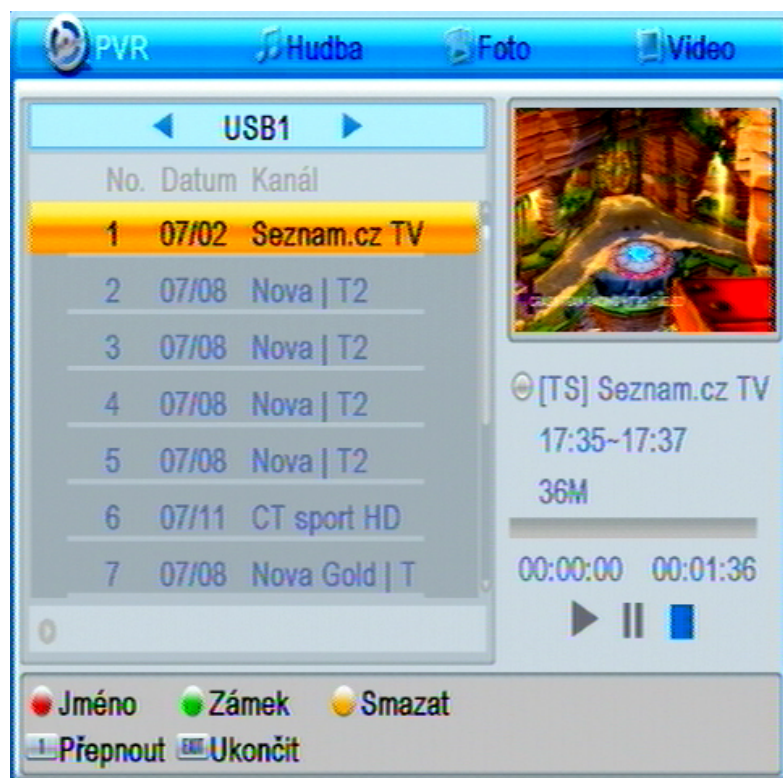 PVR Hudba Foto Video
USB1
No. Datum Kanál
1 07/02 Seznam.cz TV
2 07/08 Nova | T2
3 07/08 Nova | T2
4 07/08 Nova | T2
5 07/08 Nova | T2
6 07/11 CT sport HD
7 07/08 Nova Gold | T
[TS] Seznam.cz TV
17:35~17:37
36M
00:00:00 00:01:36
Jméno Zámek Smazat
1 Přepnout EXIT Ukončit